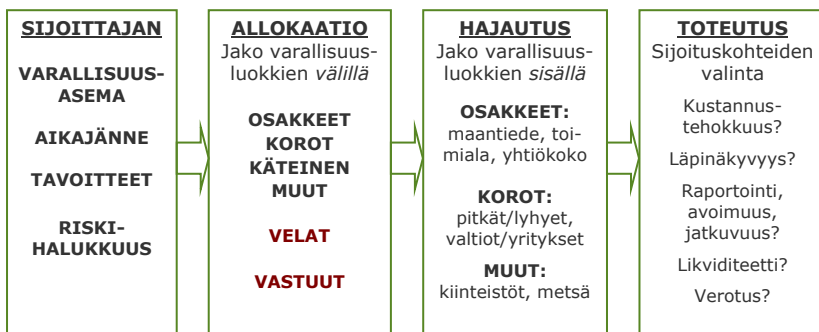 SIJOITTAJAN
VARALLISUUS-
ASEMA
AIKAJÄNNE
TAVOITTEET
RISKI-
HALUKKUUS
ALLOKAATIO
Jako varallisuus-
luokkien välillä
OSAKKEET
KOROT
KÄTEINEN
MUUT
VELAT
VASTUUT
HAJAUTUS
Jako varallisuus-
luokkien sisällä
OSAKKEET:
maantiede, toi-
miala, yhtiökoko
KOROT:
pitkät/lyhyet,
valtiot/yritykset
MUUT:
kiinteistöt, metsä
TOTEUTUS
Sijoituskohteiden
valinta
Kustannus-
tehokkuus?
Läpinäkyvyys?
Raportointi,
avoimuus,
jatkuvuus?
Likviditeetti?
Verotus?